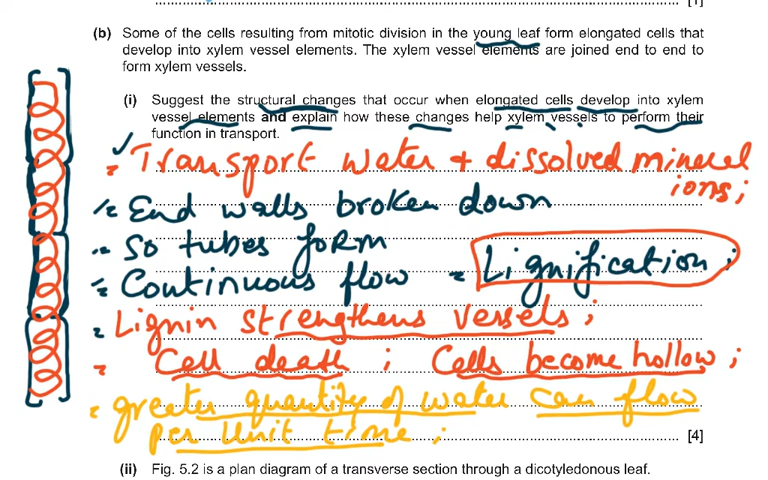 [1]
(b) Some of the cells resulting from mitotic division in the young leaf form elongated cells that
develop into xylem vessel elements. The xylem vessel elements are joined end to end to
form xylem vessels.
(i) Suggest the structural changes that occur when elongated cells develop into xylem
vessel elements and explain how these changes help xylem vessels to perform their
function in transport.
Transport water + dissolved mineral
ions;
End walls broken down
So tubes form
Lignification;
Continuous flow
Lignin strengthens vessels;
Cell death; Cells become hollow;
greater quantity of water can flow
per unit time;
[4]
(ii) Fig. 5.2 is a plan diagram of a transverse section through a dicotyledonous leaf.